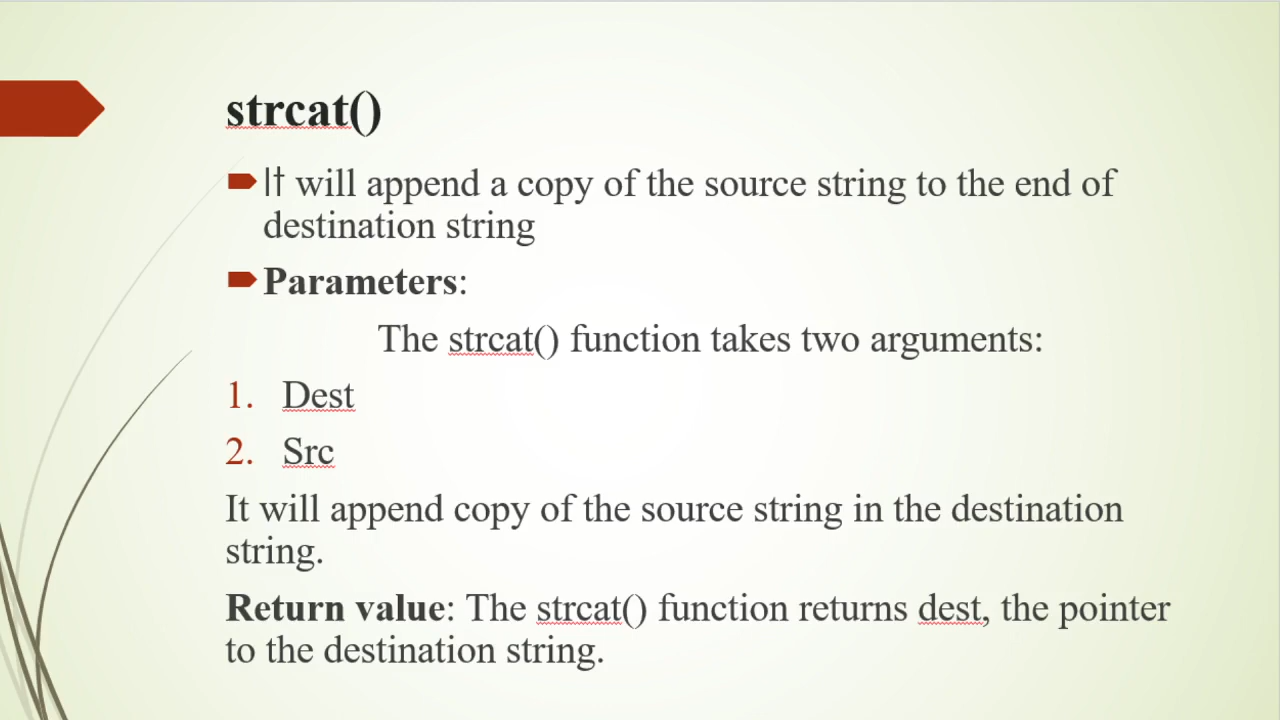 strcat()
It will append a copy of the source string to the end of
destination string
Parameters:
The strcat() function takes two arguments:
1. Dest
2. Src
It will append copy of the source string in the destination
string.
Return value: The strcat() function returns dest, the pointer
to the destination string.